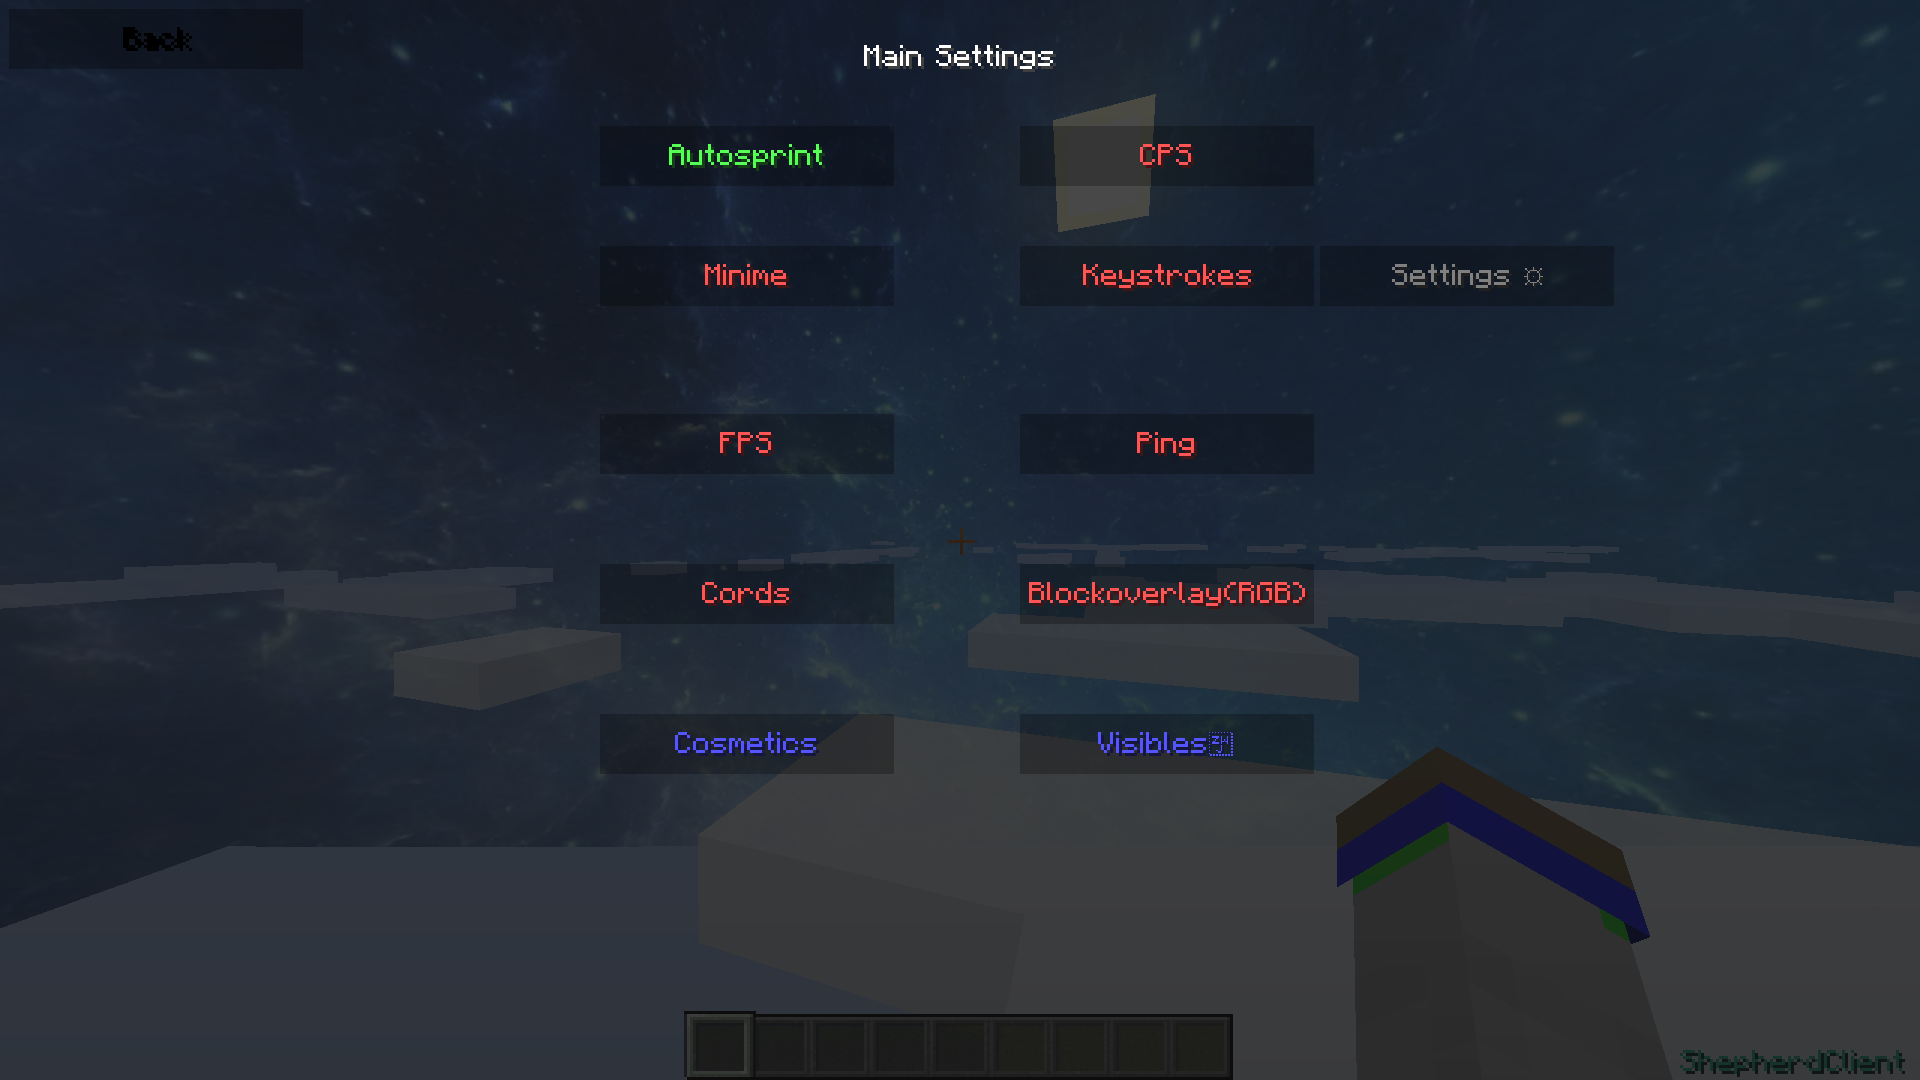 Back
Main Settings
Autosprint
CPS
Minime
Keystrokes
Settings ☼
FPS
Ping
Cords
Blockoverlay(RGB)
Cosmetics
Visibles
ShepherdClient